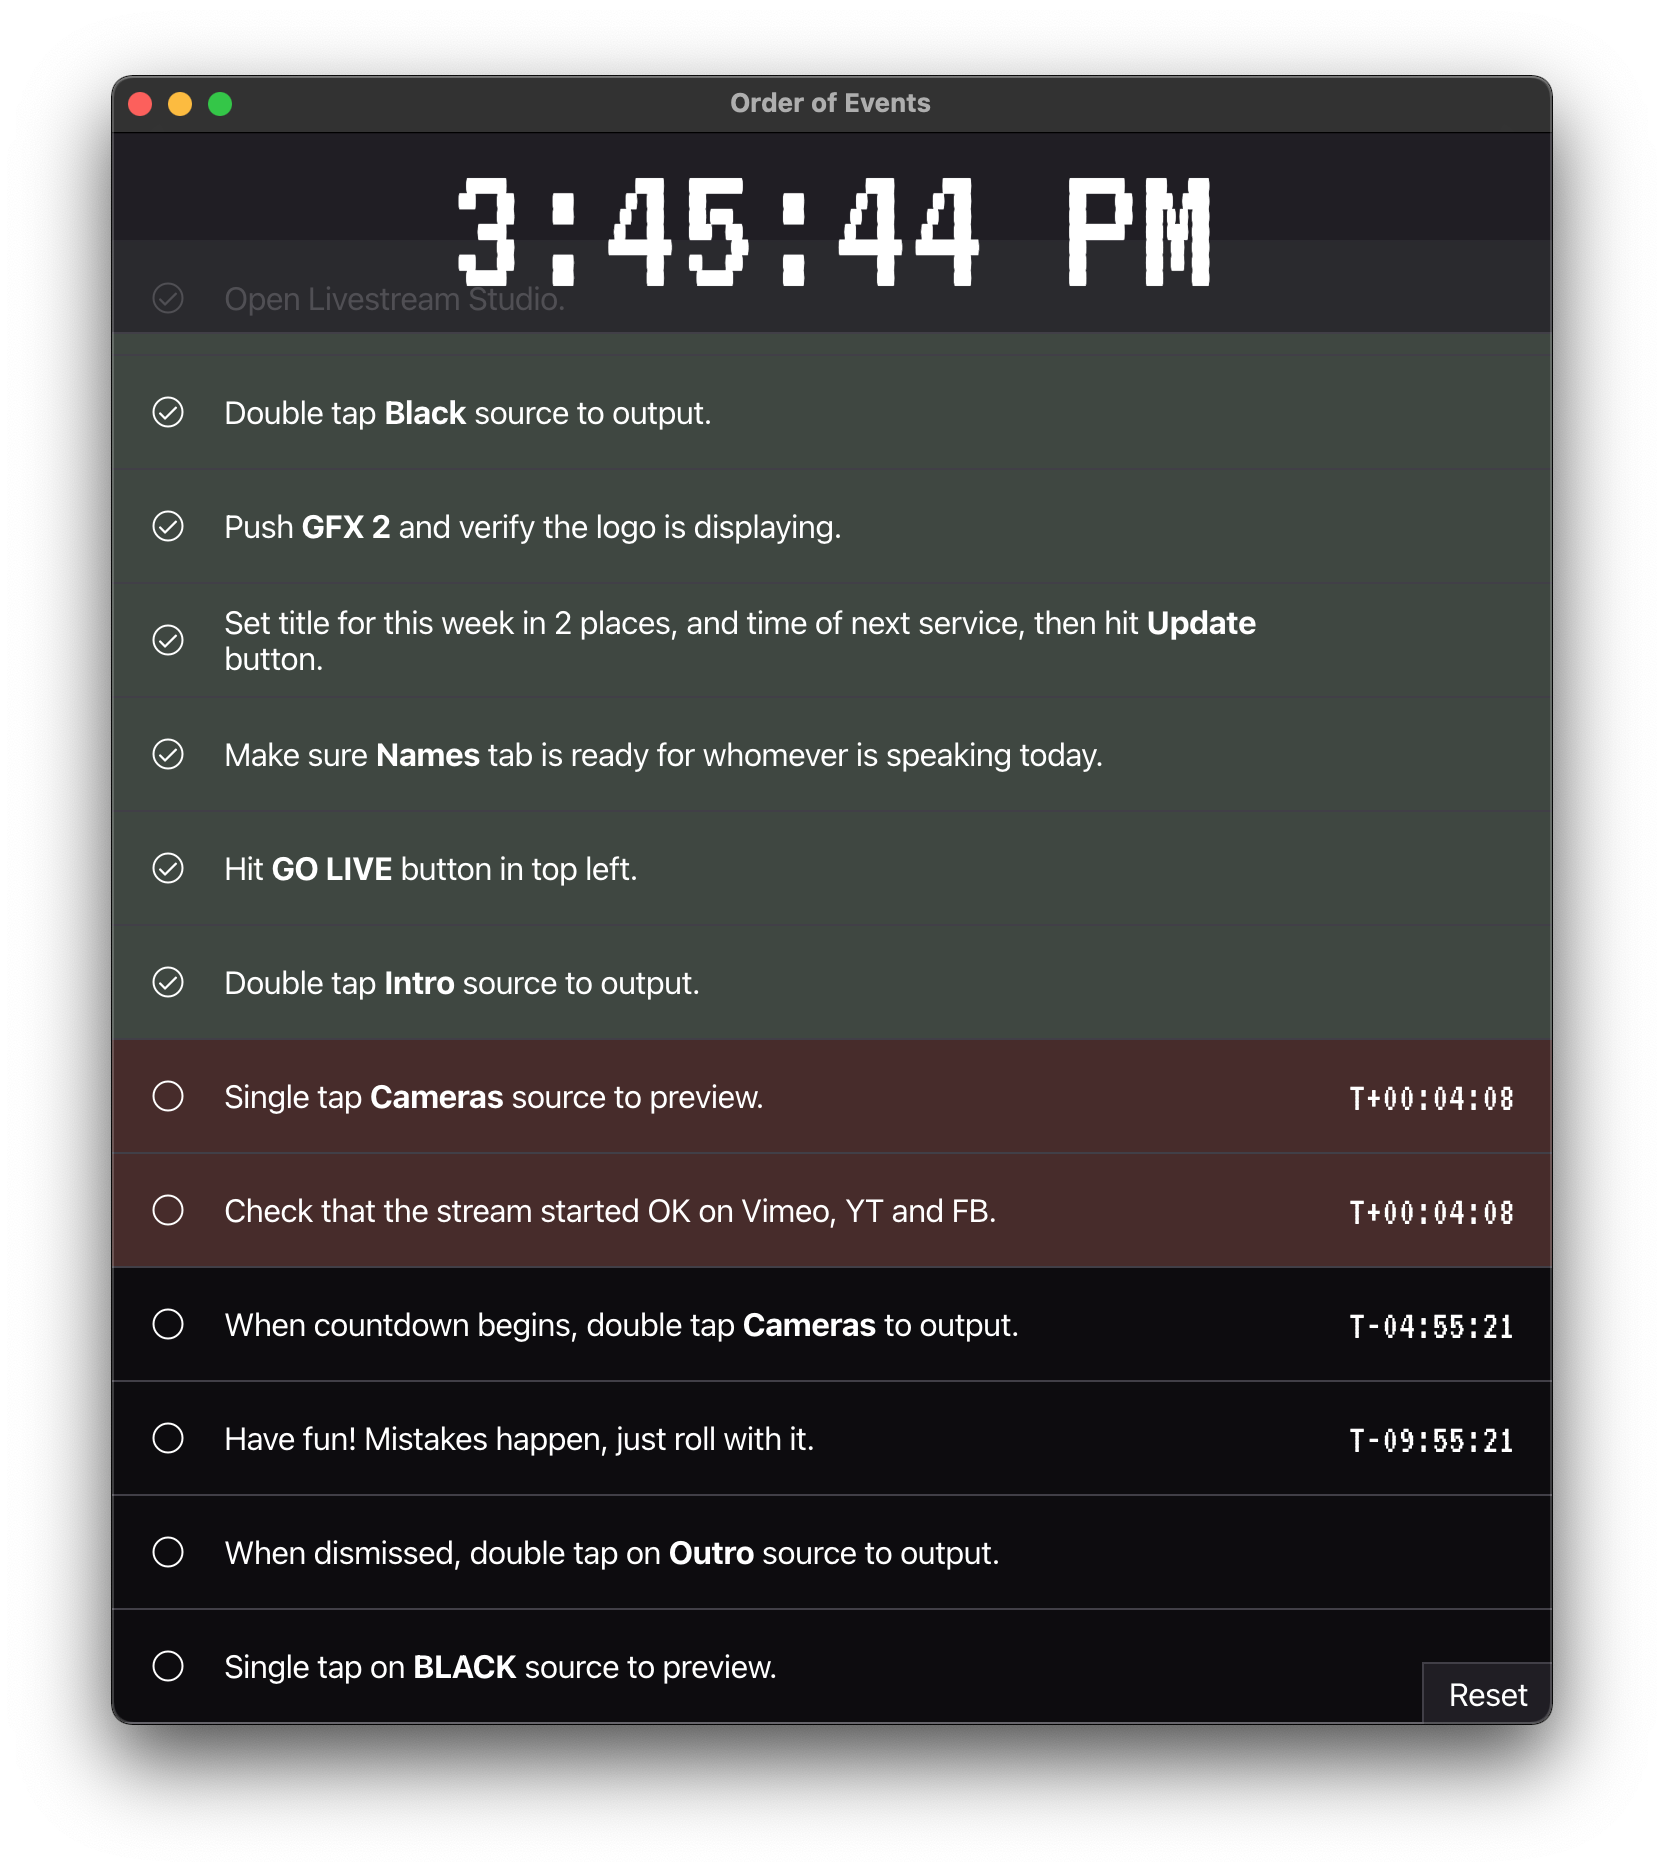 Order of Events
3:45:44 PM
Open Livestream Studio.
Double tap Black source to output.
Push GFX 2 and verify the logo is displaying.
Set title for this week in 2 places, and time of next service, then hit Update
button.
Make sure Names tab is ready for whomever is speaking today.
Hit GO LIVE button in top left.
Double tap Intro source to output.
Single tap Cameras source to preview. T+00:04:08
Check that the stream started OK on Vimeo, YT and FB. T+00:04:08
When countdown begins, double tap Cameras to output. T-04:55:21
Have fun! Mistakes happen, just roll with it. T-09:55:21
When dismissed, double tap on Outro source to output.
Single tap on BLACK source to preview.
Reset